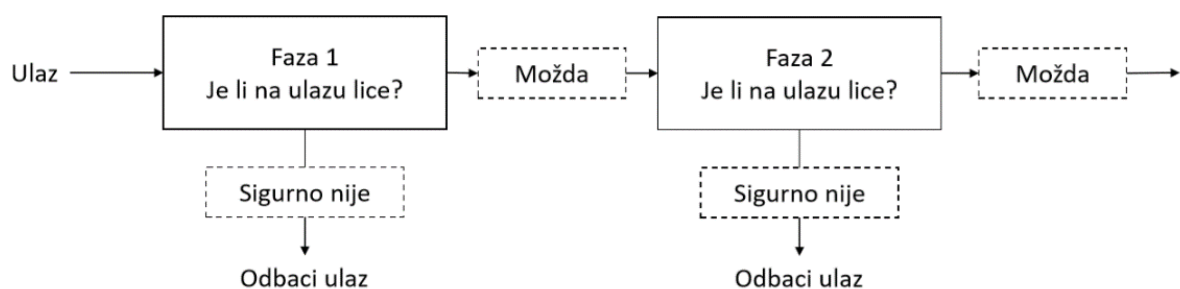 Ulaz
Faza 1
Je li na ulazu lice?
Možda
Faza 2
Je li na ulazu lice?
Možda
Sigurno nije
Sigurno nije
Odbaci ulaz
Odbaci ulaz